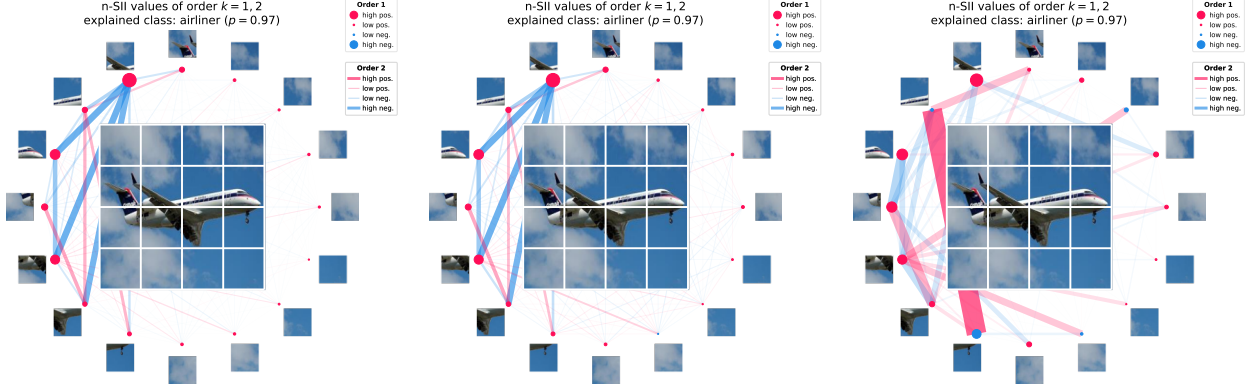 n-SII values of order k = 1, 2
explained class: airliner (p = 0.97)
Order 1
high pos.
low pos.
low neg.
high neg.
Order 2
high pos.
low pos.
low neg.
high neg.
n-SII values of order k = 1, 2
explained class: airliner (p = 0.97)
Order 1
high pos.
low pos.
low neg.
high neg.
Order 2
high pos.
low pos.
low neg.
high neg.
n-SII values of order k = 1, 2
explained class: airliner (p = 0.97)
Order 1
high pos.
low pos.
low neg.
high neg.
Order 2
high pos.
low pos.
low neg.
high neg.